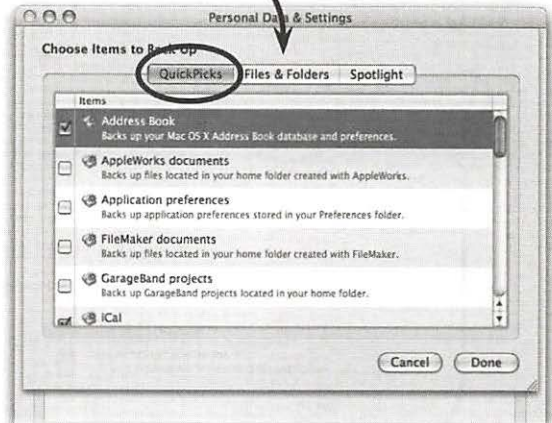 Personal Data & Settings
Choose Items to Back Up
QuickPicks Files & Folders Spotlight
Items
Address Book
Backs up your Mac OS X Address Book database and preferences.
AppleWorks documents
Backs up files located in your home folder created with AppleWorks.
Application preferences
Backs up application preferences stored in your Preferences folder.
FileMaker documents
Backs up files located in your home folder created with FileMaker.
GarageBand projects
Backs up GarageBand projects located in your home folder.
iCal
Cancel Done